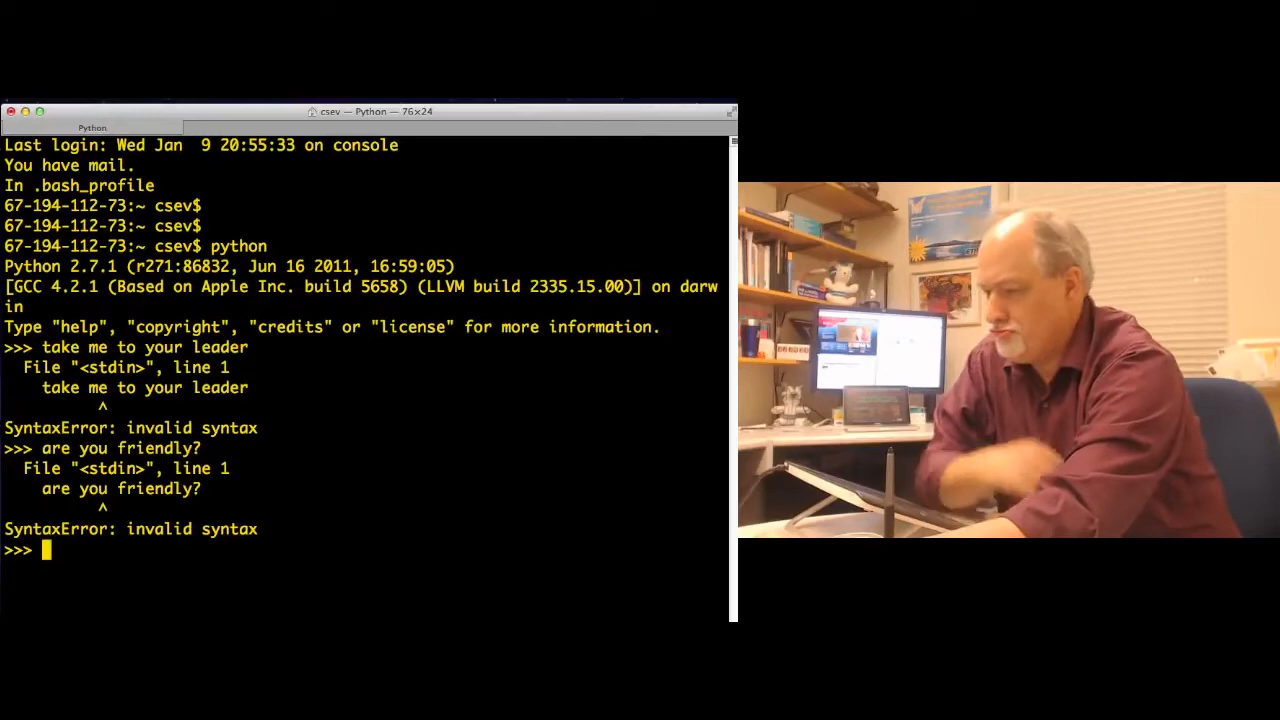 csev — Python — 76×24
Python
Last login: Wed Jan  9 20:55:33 on console
You have mail.
In .bash_profile
67-194-112-73:~ csev$
67-194-112-73:~ csev$
67-194-112-73:~ csev$ python
Python 2.7.1 (r271:86832, Jun 16 2011, 16:59:05)
[GCC 4.2.1 (Based on Apple Inc. build 5658) (LLVM build 2335.15.00)] on darw
in
Type "help", "copyright", "credits" or "license" for more information.
>>> take me to your leader
  File "<stdin>", line 1
    take me to your leader
          ^
SyntaxError: invalid syntax
>>> are you friendly?
  File "<stdin>", line 1
    are you friendly?
          ^
SyntaxError: invalid syntax
>>>